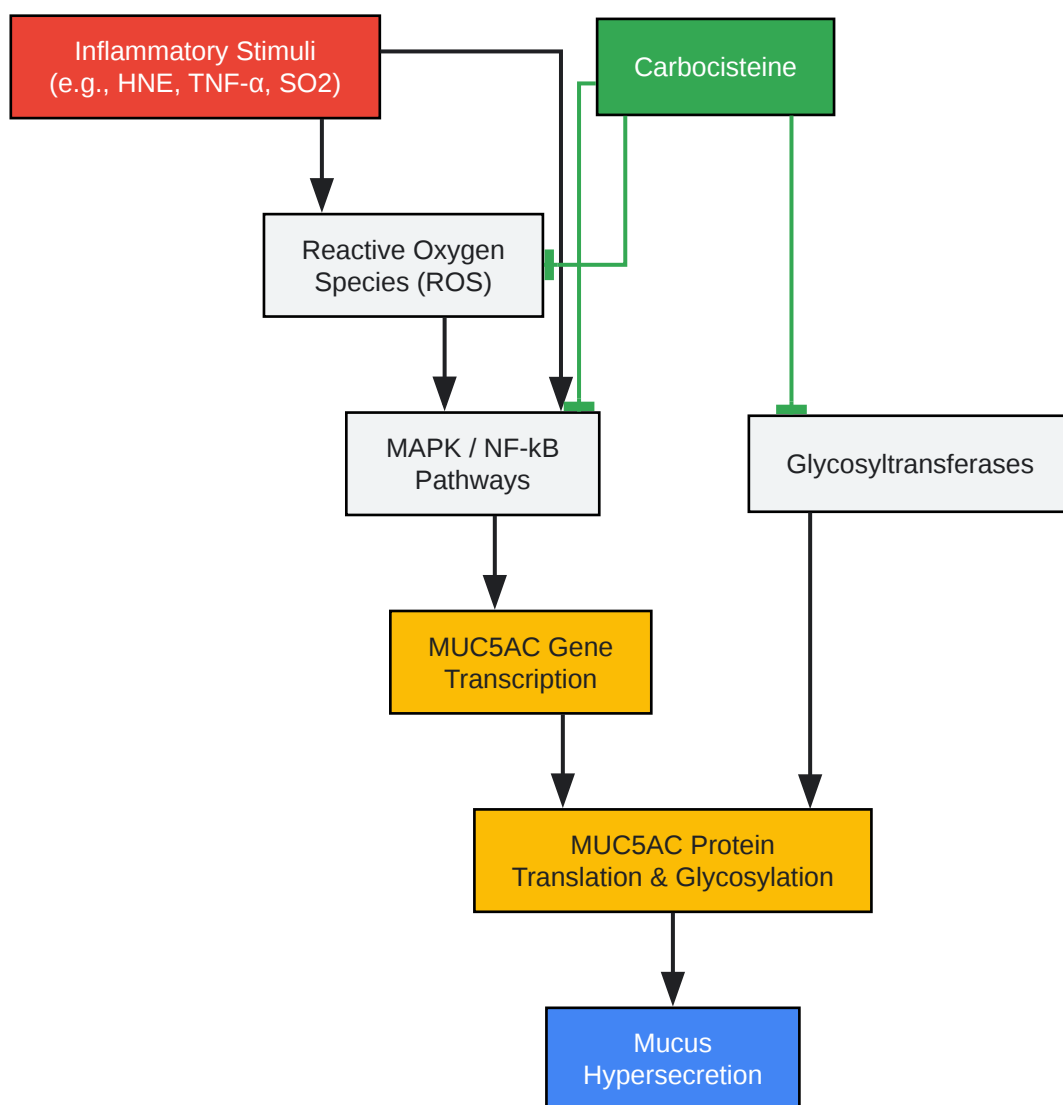 Inflammatory Stimuli
(e.g., HNE, TNF-α, SO2)
Carbocisteine
Reactive Oxygen
Species (ROS)
MAPK / NF-kB
Pathways
Glycosyltransferases
MUC5AC Gene
Transcription
MUC5AC Protein
Translation & Glycosylation
Mucus
Hypersecretion